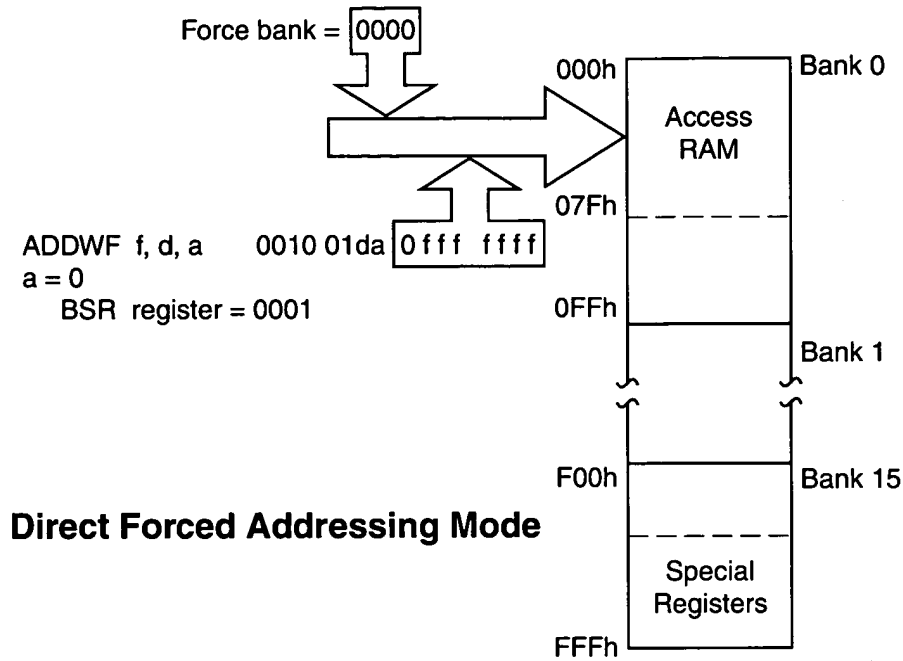 Force bank = 0000
000h
Bank 0
Access
RAM
07Fh
ADDWF f, d, a 0010 01da 0fff ffff
a = 0
BSR register = 0001
0FFh
Bank 1
F00h
Bank 15
Direct Forced Addressing Mode
Special
Registers
FFFh